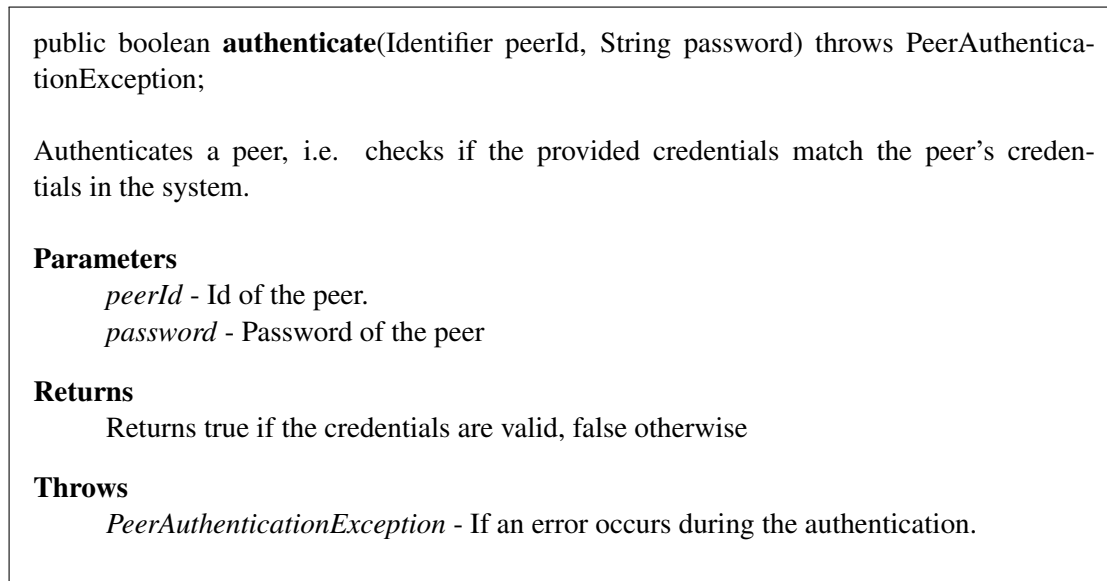 public boolean authenticate(Identifier peerId, String password) throws PeerAuthentica-
tionException;
Authenticates a peer, i.e. checks if the provided credentials match the peer's creden-
tials in the system.
Parameters
peerId - Id of the peer.
password - Password of the peer
Returns
Returns true if the credentials are valid, false otherwise
Throws
PeerAuthenticationException - If an error occurs during the authentication.